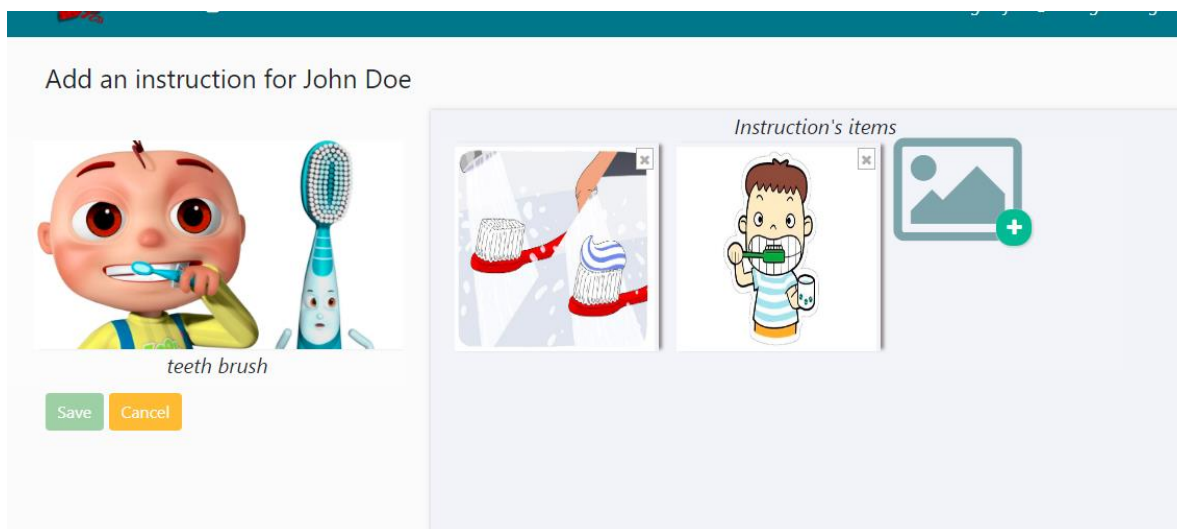 Add an instruction for John Doe
Instruction's items
teeth brush
Save
Cancel